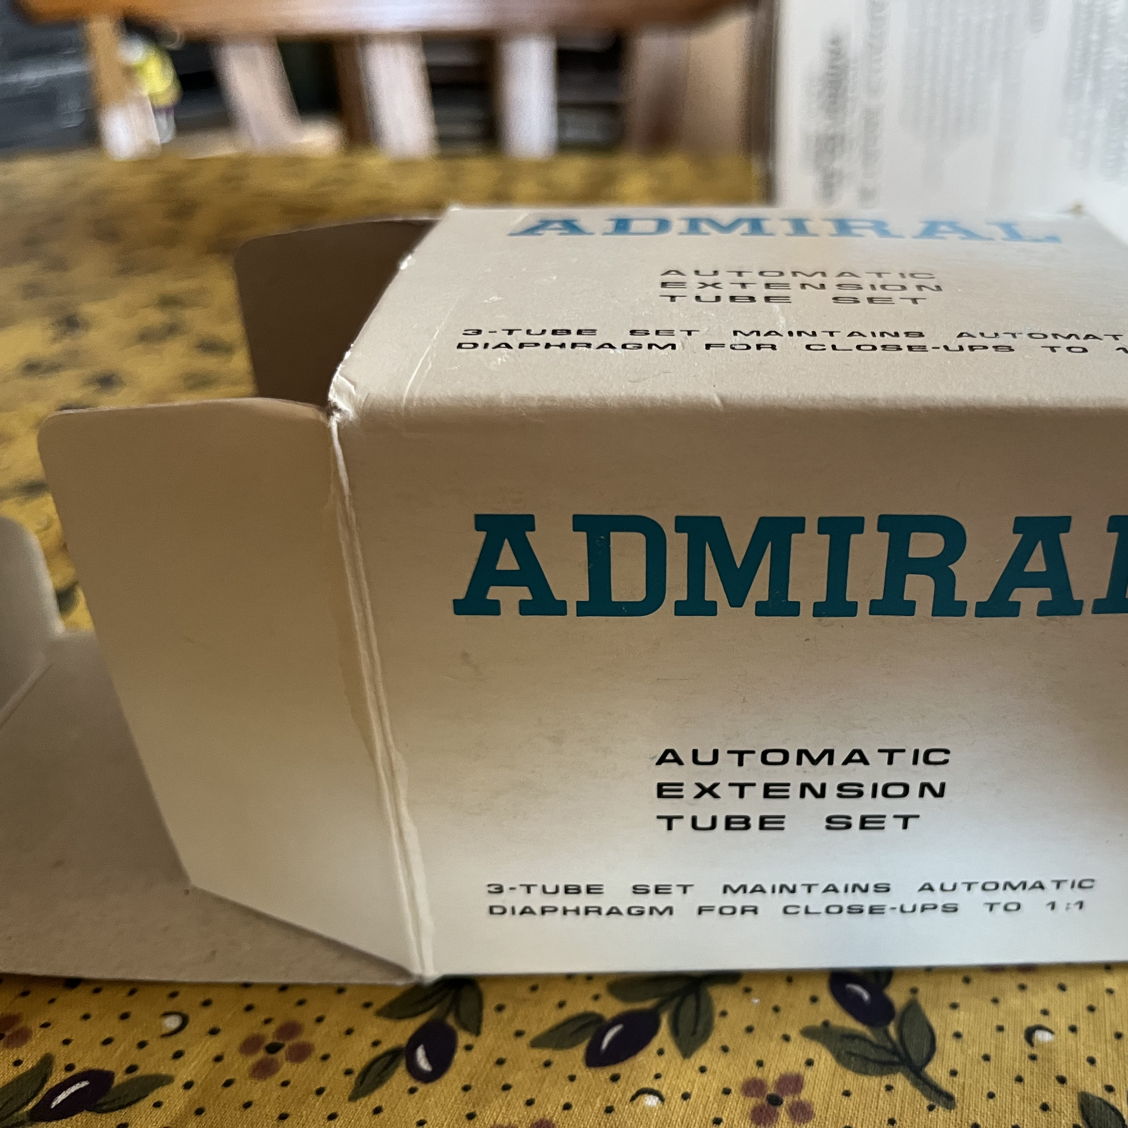 ADMIRAL
AUTOMATIC
EXTENSION
TUBE SET
3-TUBE SET MAINTAINS AUTOMAT
DIAPHRAGM FOR CLOSE-UPS TO 1
ADMIRAL
AUTOMATIC
EXTENSION
TUBE SET
3-TUBE SET MAINTAINS AUTOMATIC
DIAPHRAGM FOR CLOSE-UPS TO 1:1